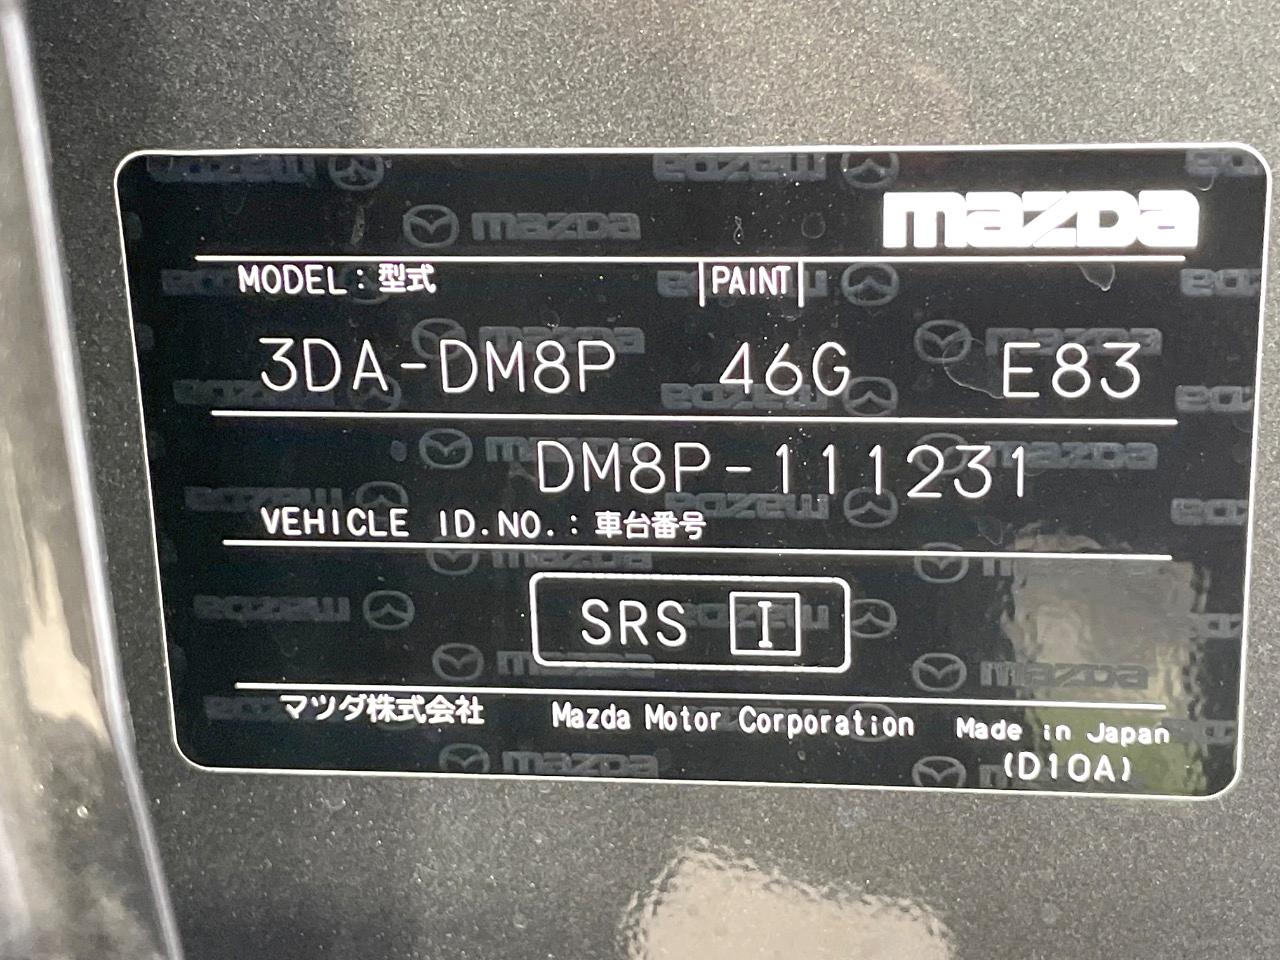 mazda
MODEL：型式 |PAINT|
3DA-DM8P 46G E83
DM8P-111231
VEHICLE ID.NO.：車台番号
SRS I
マツダ株式会社 Mazda Motor Corporation Made in Japan
(D10A)